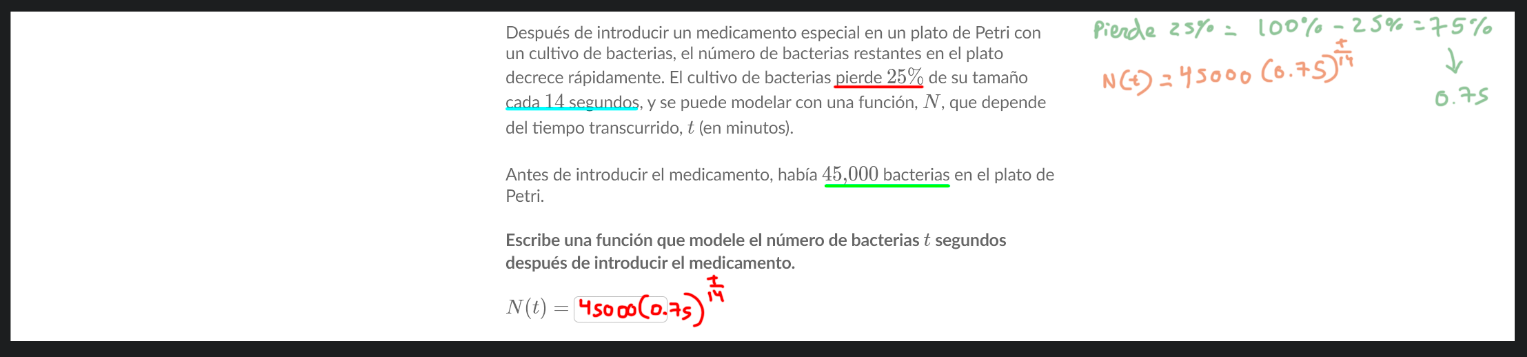 Después de introducir un medicamento especial en un plato de Petri con
un cultivo de bacterias, el número de bacterias restantes en el plato
decrece rápidamente. El cultivo de bacterias pierde 25% de su tamaño
cada 14 segundos, y se puede modelar con una función, N, que depende
del tiempo transcurrido, t (en minutos).
Antes de introducir el medicamento, había 45,000 bacterias en el plato de
Petri.
Escribe una función que modele el número de bacterias t segundos
después de introducir el medicamento.
N(t) = 45000(0.75)^(t/14)
Pierde 25% = 100% - 25% = 75%
N(t) = 45000 (0.75)^(t/14)
0.75